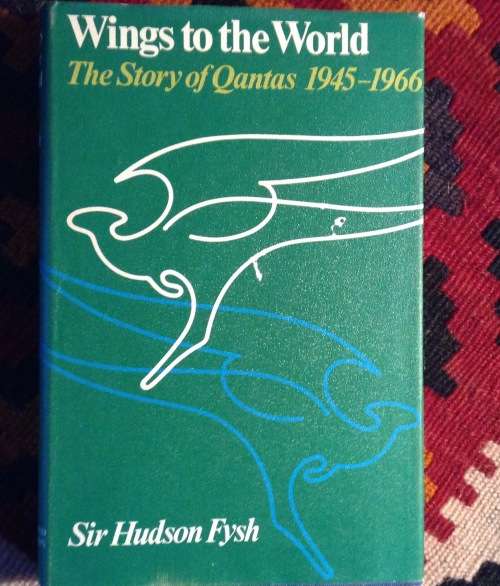 Wings to the World
The Story of Qantas 1945–1966
Sir Hudson Fysh